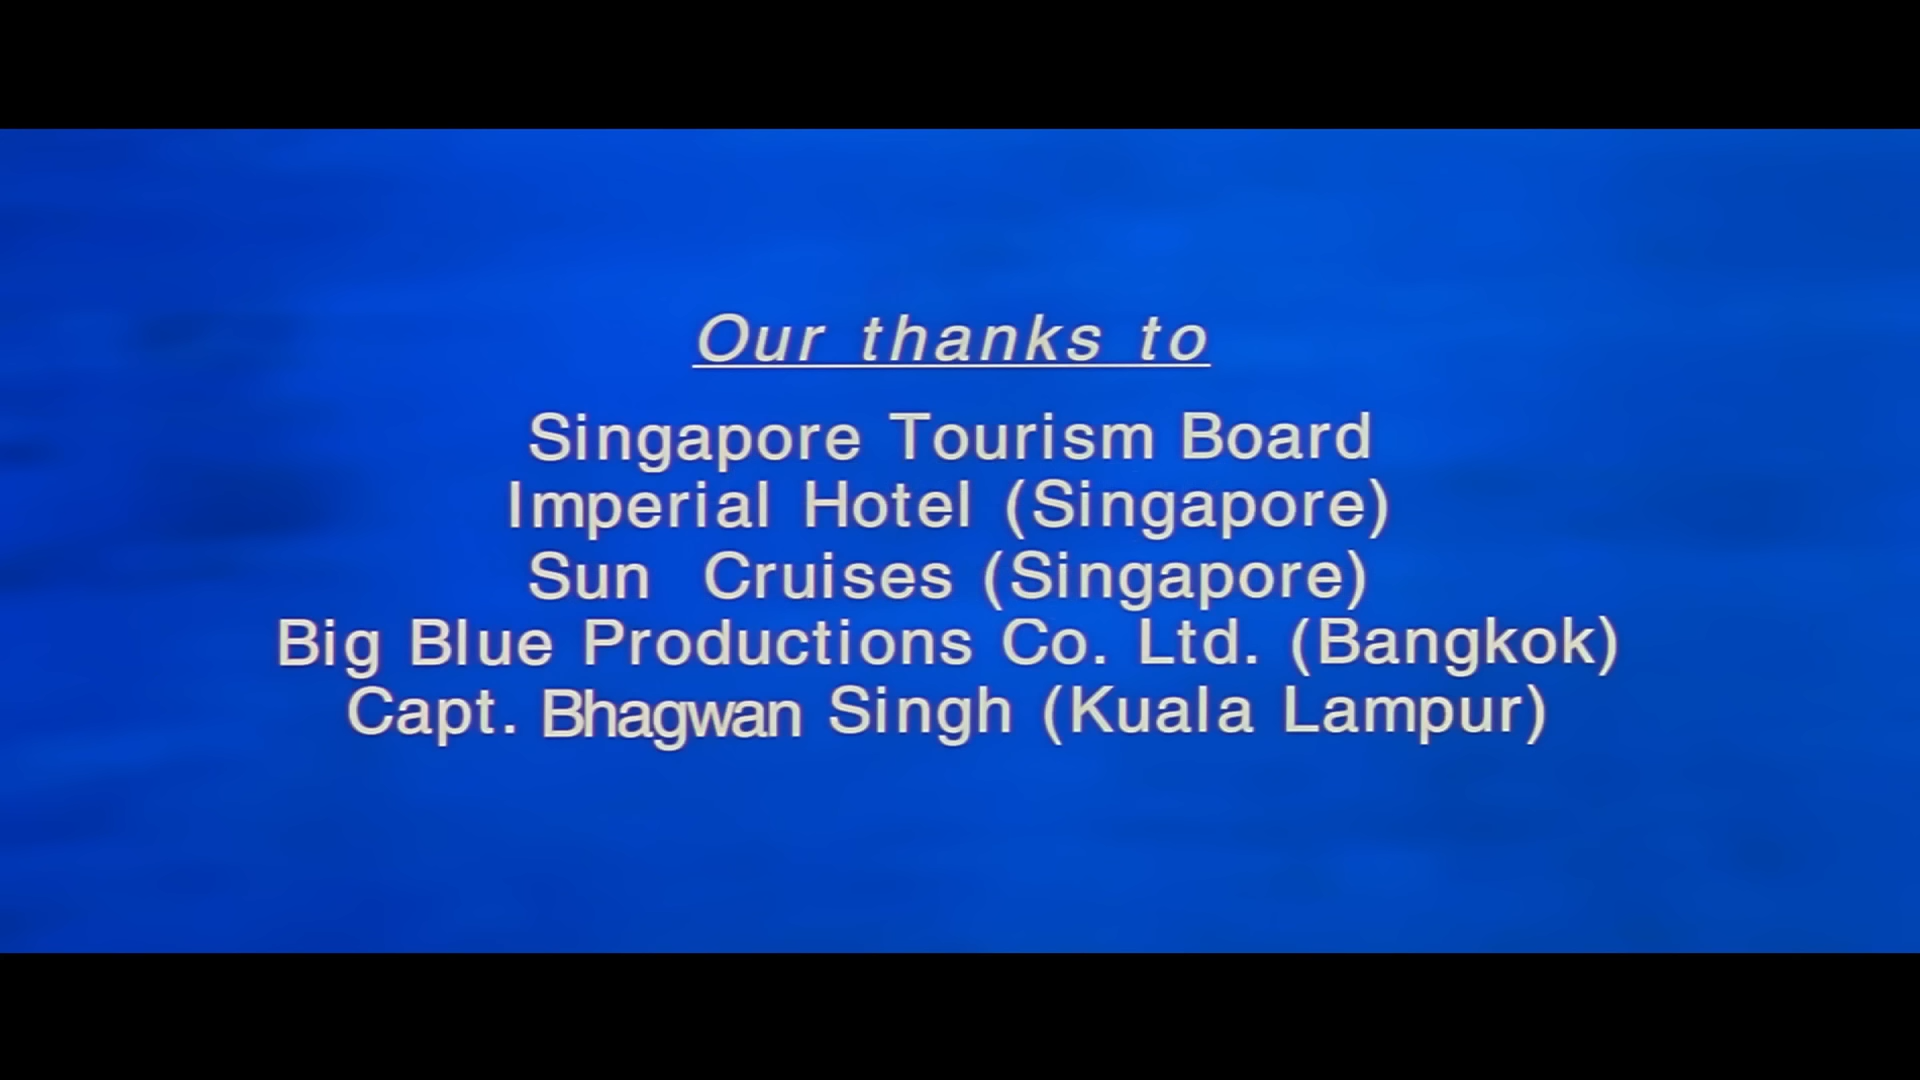 Our thanks to
Singapore Tourism Board
Imperial Hotel (Singapore)
Sun Cruises (Singapore)
Big Blue Productions Co. Ltd. (Bangkok)
Capt. Bhagwan Singh (Kuala Lampur)